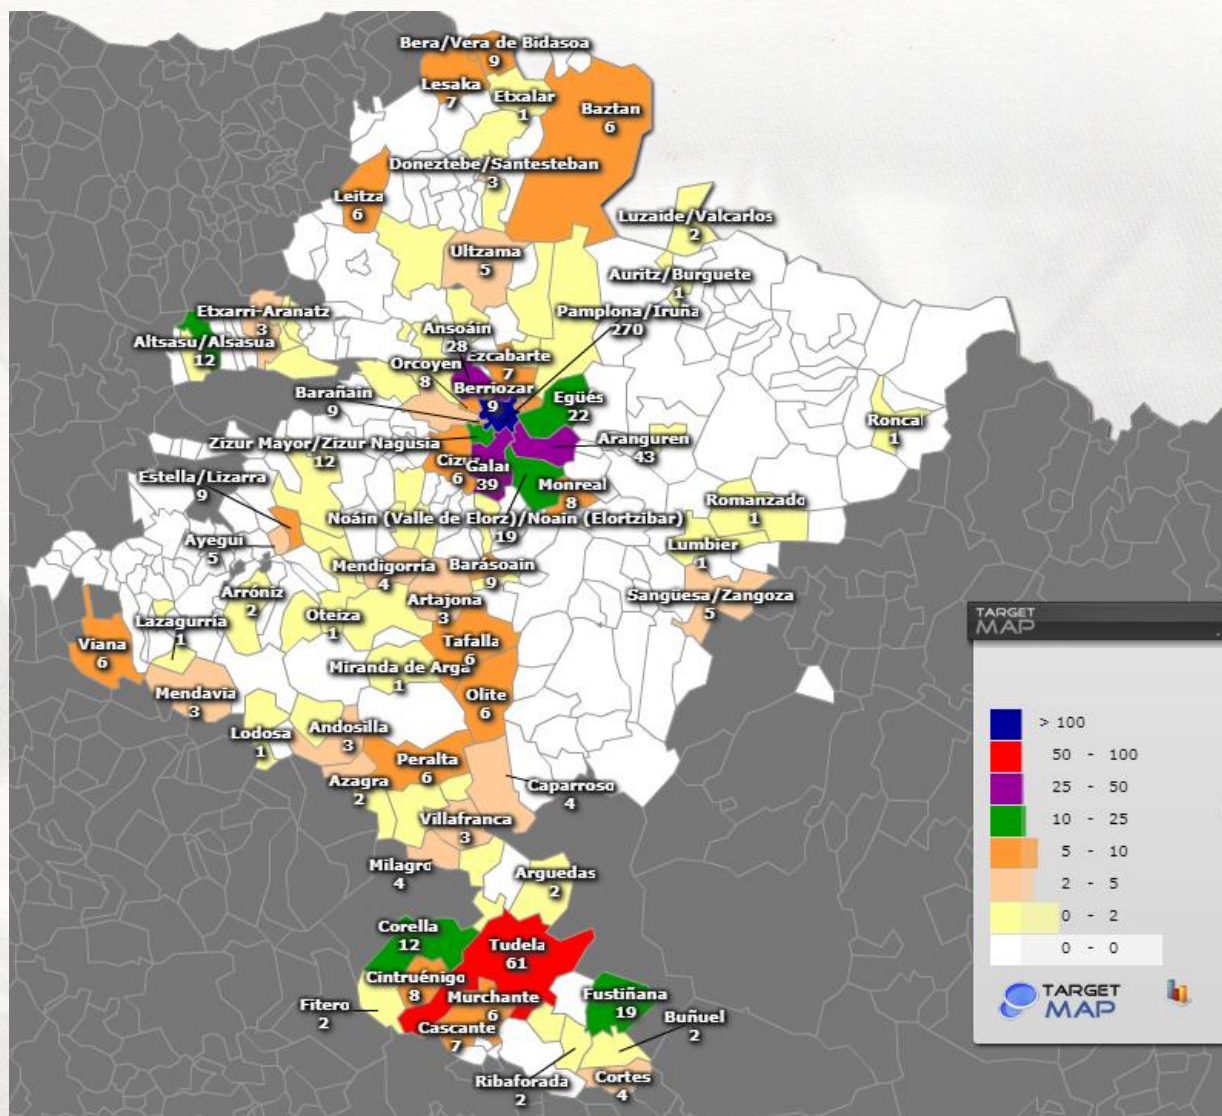 Bera/Vera de Bidasoa
9
Lesaka
7
Etxalar
1
Baztan
6
Doneztebe/Santesteban
3
Leitza
6
Luzaide/Valcarlos
2
Ultzama
5
Auritz/Burguete
1
Etxarri-Aranatz
3
Pamplona/Iruña
270
Altsasu/Alsasua
12
Ansoáin
28
Ezcabarte
7
Orcoyen
8
Berriozar
9
Barañain
9
Egüés
22
Roncal
1
Zizur Mayor/Zizur Nagusia
12
Aranguren
43
Cizur
6
Galar
39
Estella/Lizarra
9
Monreal
8
Romanzado
1
Noáin (Valle de Elorz)/Noain (Elortzibar)
19
Ayegui
5
Lumbier
1
Mendigorría
4
Barásoain
9
Arróniz
2
Artajona
3
Sangüesa/Zangoza
5
Oteiza
1
Lazagurría
1
Viana
6
Tafalla
6
Miranda de Arga
1
Mendavia
3
Olite
6
Lodosa
1
Andosilla
3
Peralta
6
Azagra
2
Caparroso
4
Villafranca
3
Milagro
4
Arguedas
2
Corella
12
Tudela
61
Cintruénigo
8
Murchante
6
Fustiñana
19
Fitero
2
Cascante
7
Buñuel
2
Ribaforada
2
Cortes
4
TARGET
MAP
> 100
50 - 100
25 - 50
10 - 25
5 - 10
2 - 5
0 - 2
0 - 0
TARGET
MAP